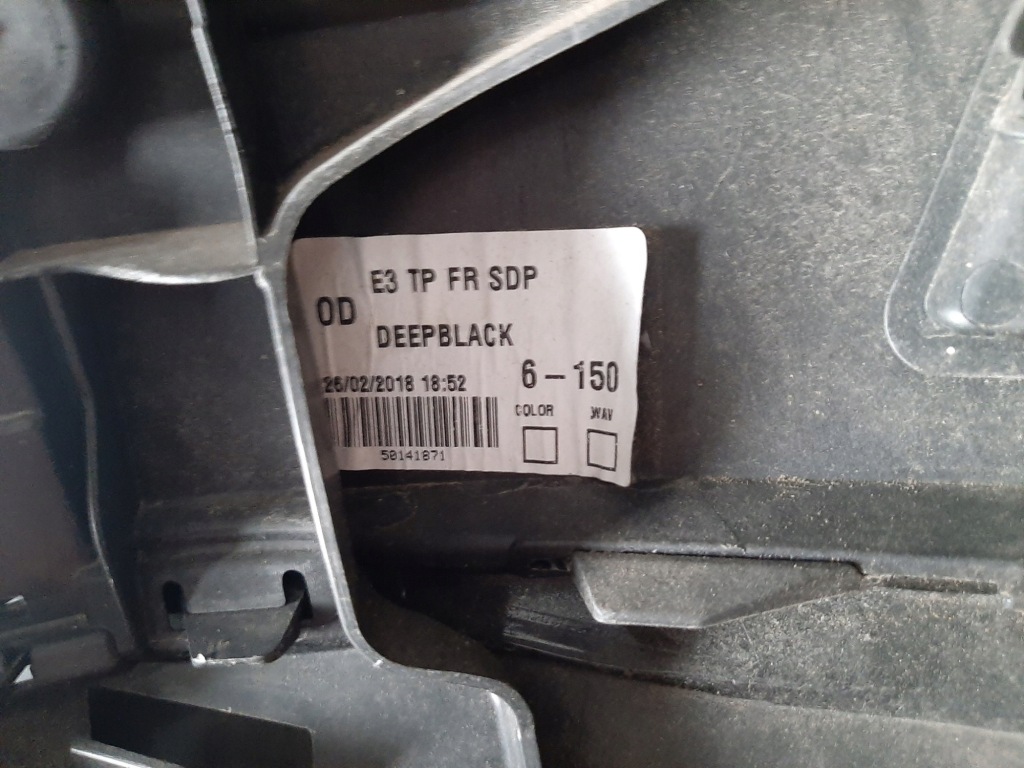 E3 TP FR SDP
OD
DEEPBLACK
26/02/2018 18:52
6-150
COLOR
WAV
50141871